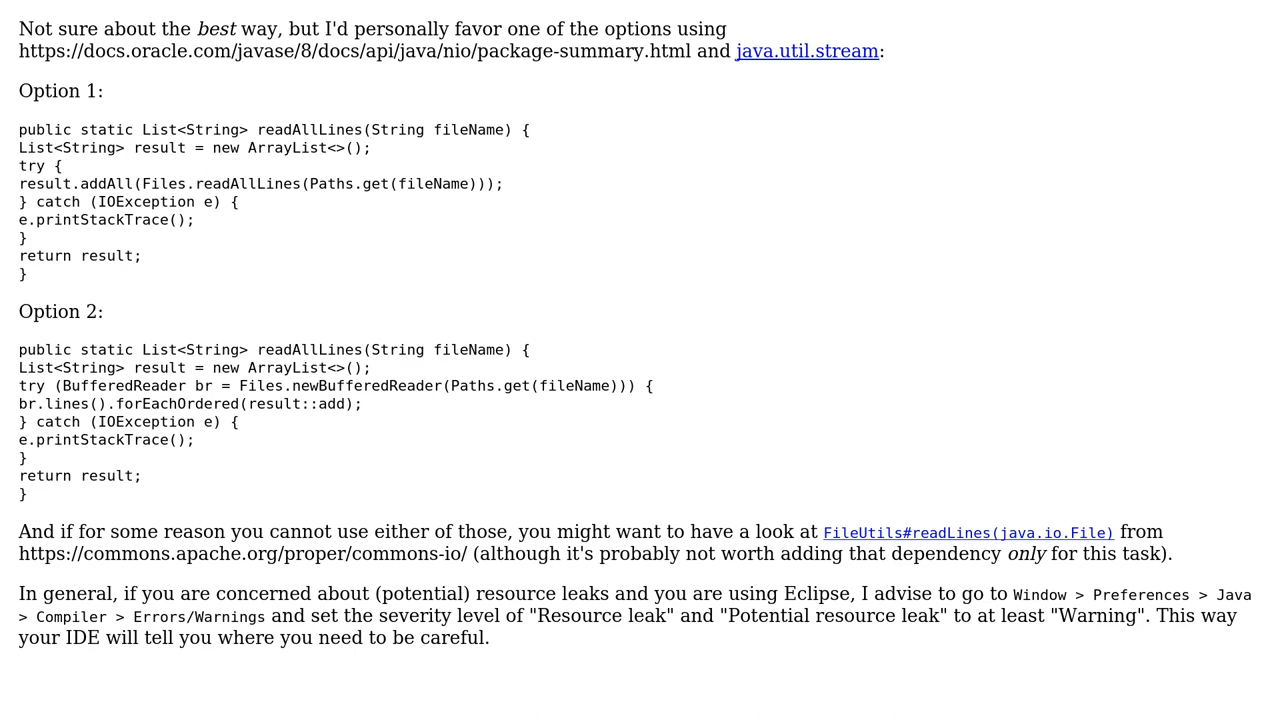 Not sure about the best way, but I'd personally favor one of the options using
https://docs.oracle.com/javase/8/docs/api/java/nio/package-summary.html and java.util.stream:
Option 1:
public static List<String> readAllLines(String fileName) {
List<String> result = new ArrayList<>();
try {
result.addAll(Files.readAllLines(Paths.get(fileName)));
} catch (IOException e) {
e.printStackTrace();
}
return result;
}
Option 2:
public static List<String> readAllLines(String fileName) {
List<String> result = new ArrayList<>();
try (BufferedReader br = Files.newBufferedReader(Paths.get(fileName))) {
br.lines().forEachOrdered(result::add);
} catch (IOException e) {
e.printStackTrace();
}
return result;
}
And if for some reason you cannot use either of those, you might want to have a look at FileUtils#readLines(java.io.File) from
https://commons.apache.org/proper/commons-io/ (although it's probably not worth adding that dependency only for this task).
In general, if you are concerned about (potential) resource leaks and you are using Eclipse, I advise to go to Window > Preferences > Java
> Compiler > Errors/Warnings and set the severity level of "Resource leak" and "Potential resource leak" to at least "Warning". This way
your IDE will tell you where you need to be careful.